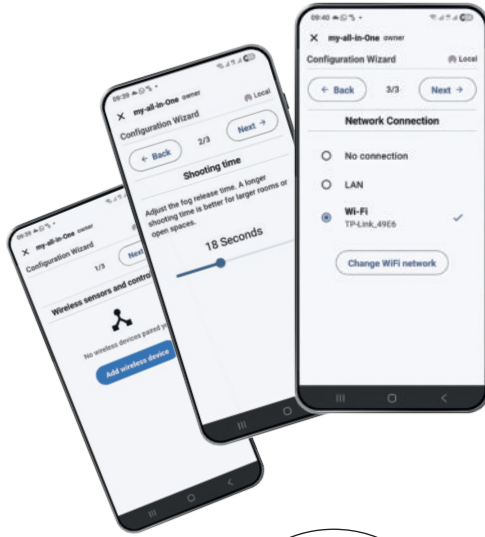 09:39
my-all-in-One owner
Configuration Wizard
1/3
Wireless sensors and
No wireless devices paired
Add wireless device
09:39
my-all-in-One owner
Configuration Wizard
Local
← Back
2/3
Next →
Shooting time
Adjust the fog release time. A longer
shooting time is better for larger rooms or
open spaces.
18 Seconds
09:40
my-all-in-One owner
Configuration Wizard
Local
← Back
3/3
Next →
Network Connection
No connection
LAN
Wi-Fi
TP-Link_49E6
Change WiFi network